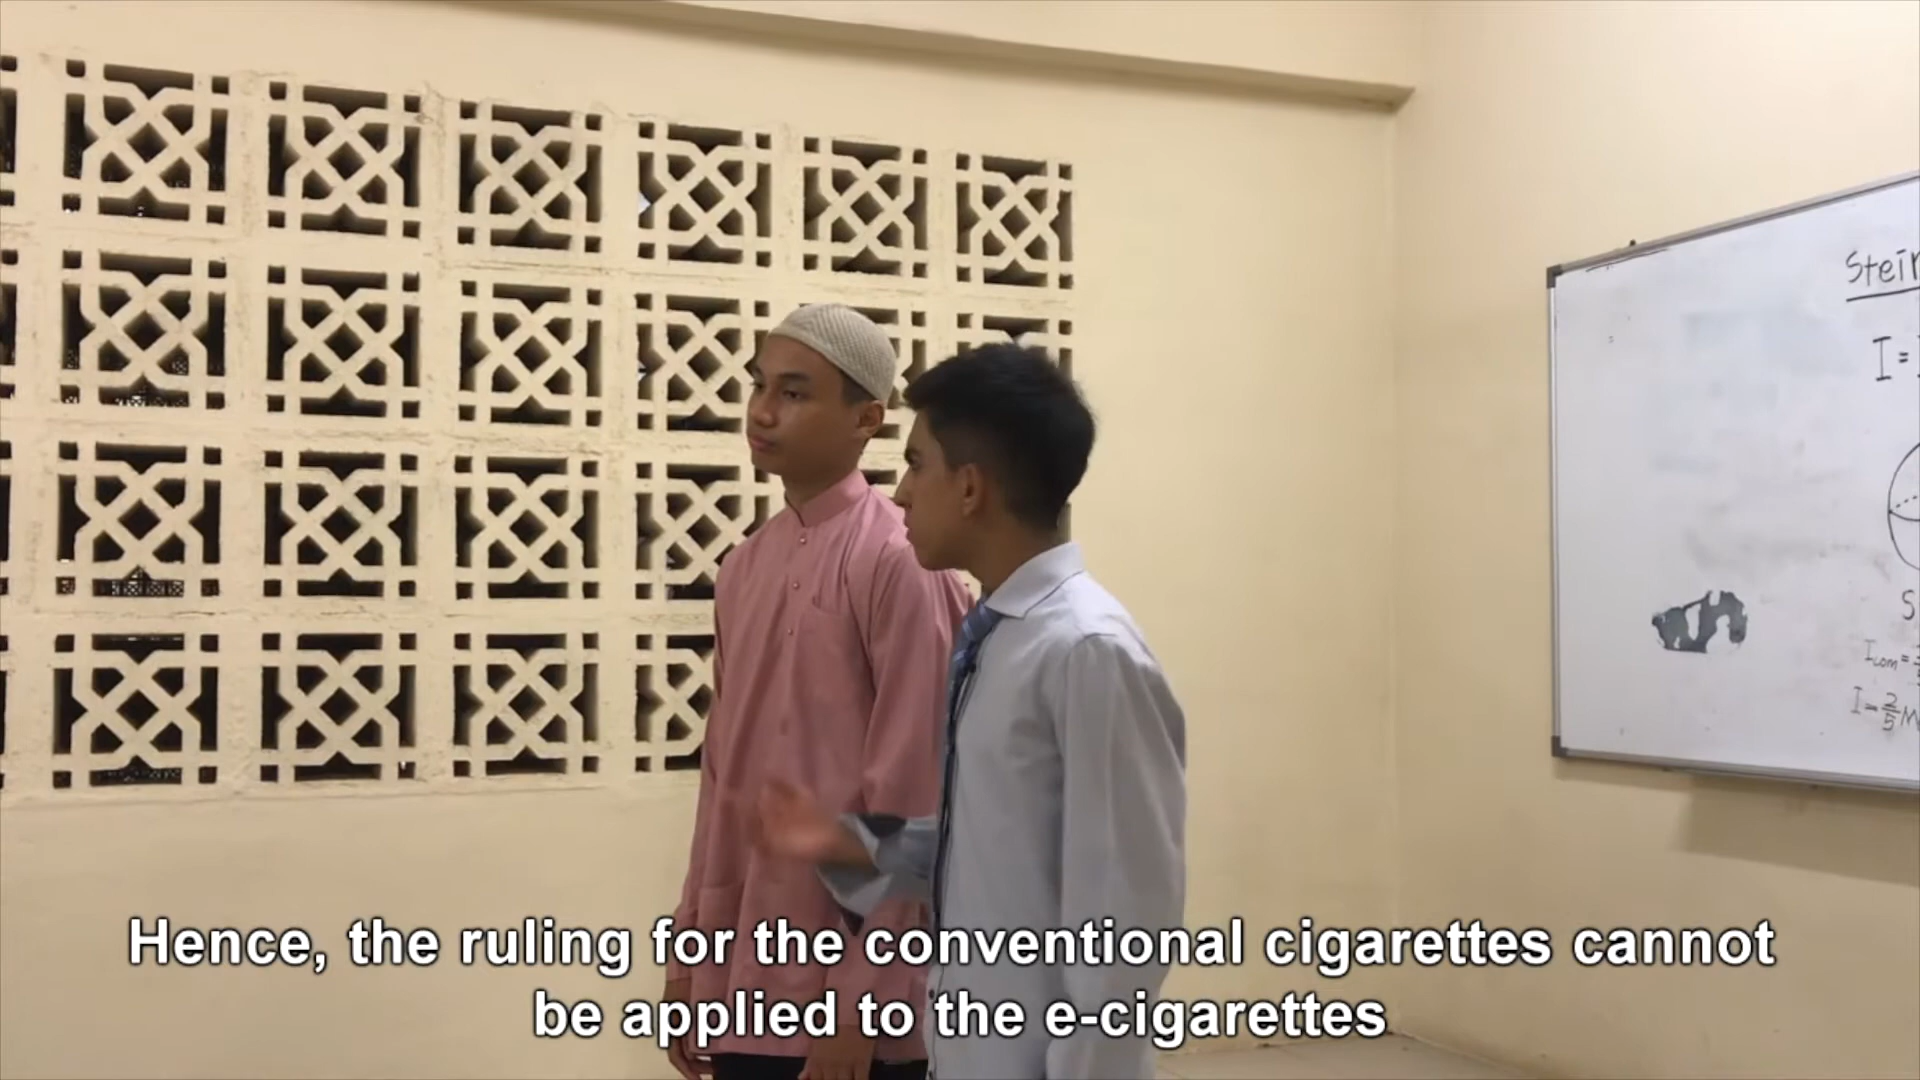 I =
Hence, the ruling for the conventional cigarettes cannot
be applied to the e-cigarettes